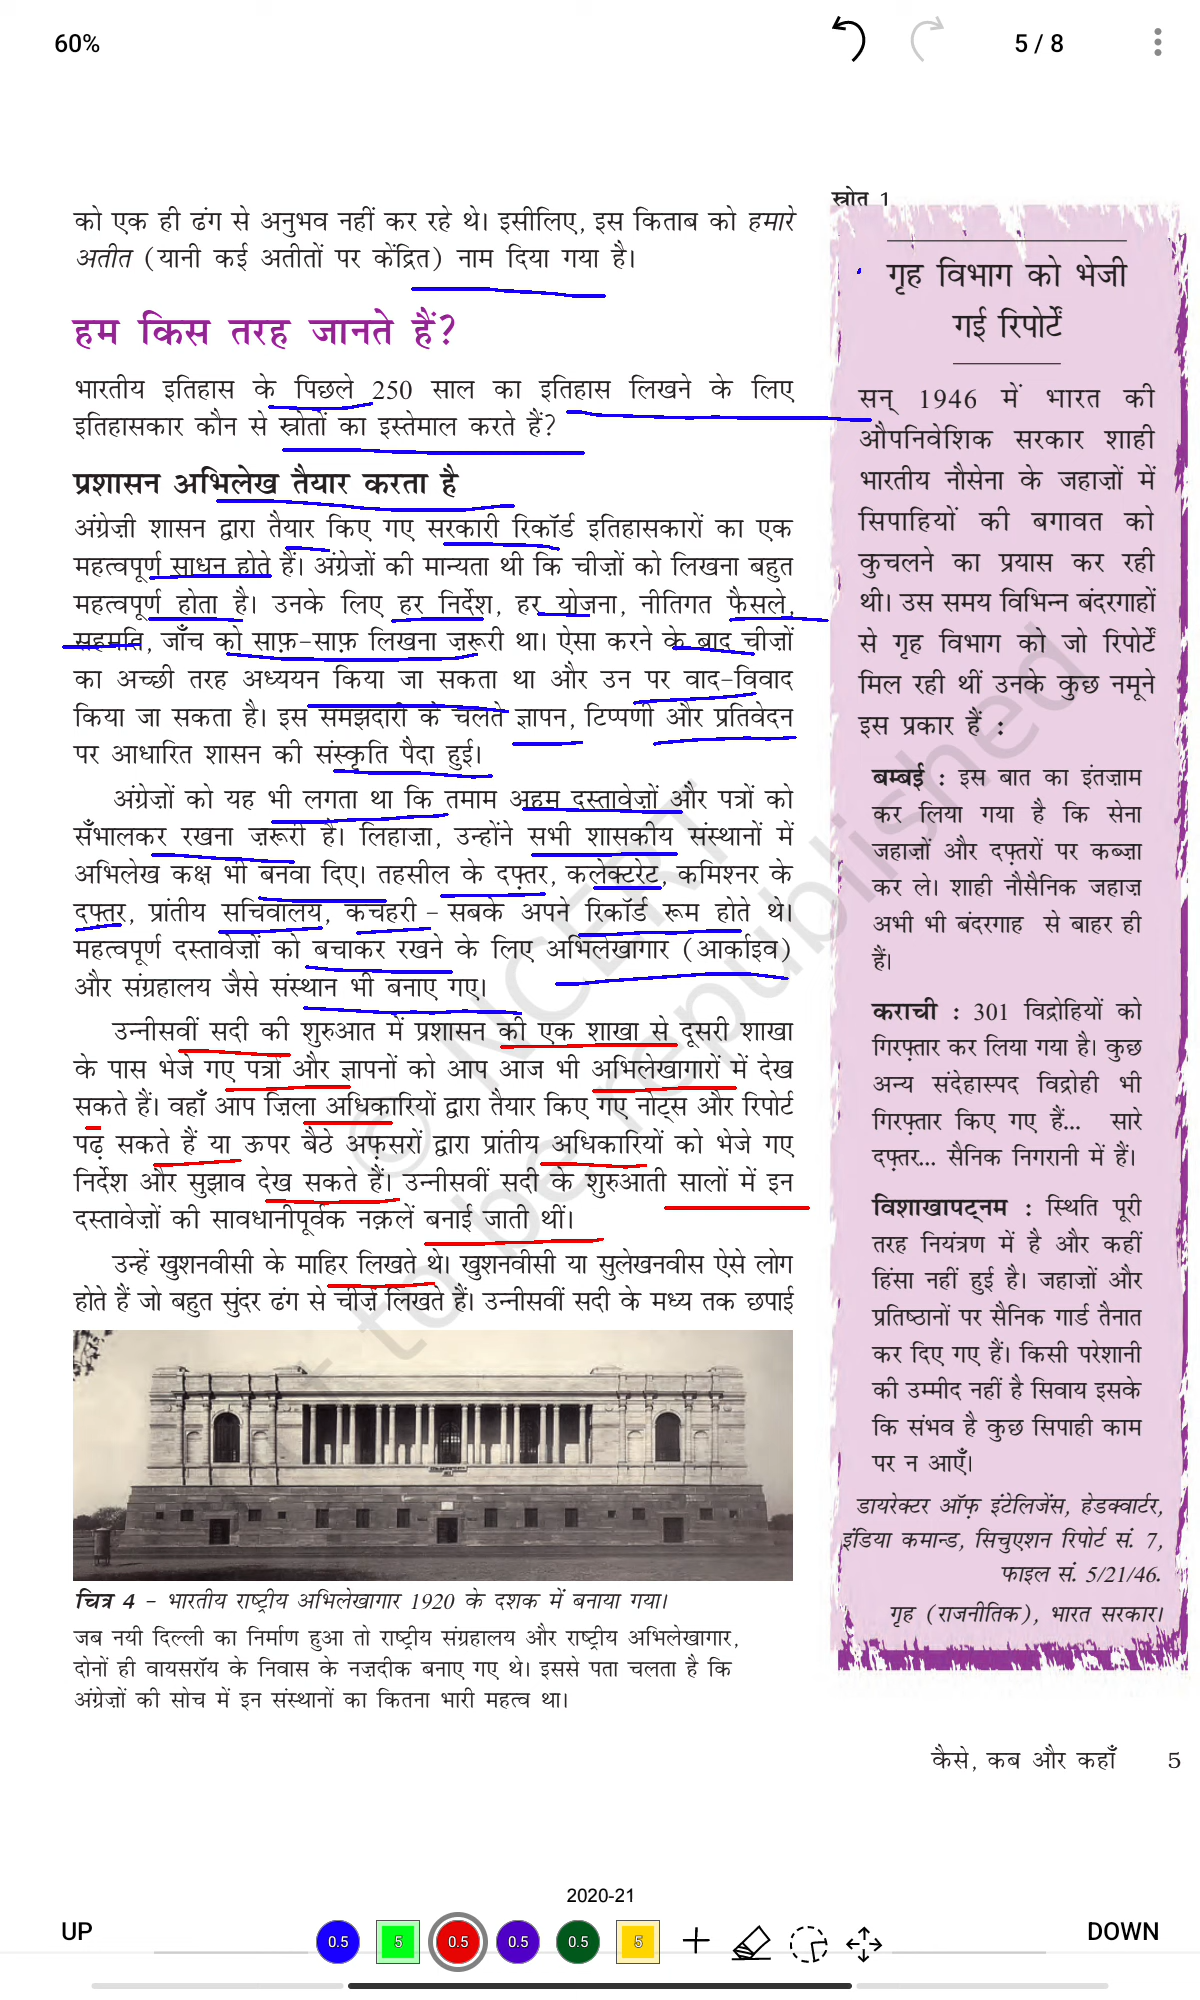 60%
5 / 8
को एक ही ढंग से अनुभव नहीं कर रहे थे। इसीलिए, इस किताब को हमारे
अतीत (यानी कई अतीतों पर केंद्रित) नाम दिया गया है।
हम किस तरह जानते हैं?
भारतीय इतिहास के पिछले 250 साल का इतिहास लिखने के लिए
इतिहासकार कौन से स्रोतों का इस्तेमाल करते हैं?
प्रशासन अभिलेख तैयार करता है
अंग्रेज़ी शासन द्वारा तैयार किए गए सरकारी रिकॉर्ड इतिहासकारों का एक
महत्वपूर्ण साधन होते हैं। अंग्रेज़ों की मान्यता थी कि चीज़ों को लिखना बहुत
महत्वपूर्ण होता है। उनके लिए हर निर्देश, हर योजना, नीतिगत फैसले,
सहमति, जाँच को साफ़-साफ़ लिखना ज़रूरी था। ऐसा करने के बाद चीज़ों
का अच्छी तरह अध्ययन किया जा सकता था और उन पर वाद-विवाद
किया जा सकता है। इस समझदारी के चलते ज्ञापन, टिप्पणी और प्रतिवेदन
पर आधारित शासन की संस्कृति पैदा हुई।
अंग्रेज़ों को यह भी लगता था कि तमाम अहम दस्तावेज़ों और पत्रों को
सँभालकर रखना ज़रूरी है। लिहाज़ा, उन्होंने सभी शासकीय संस्थानों में
अभिलेख कक्ष भी बनवा दिए। तहसील के दफ़्तर, कलेक्टरेट, कमिश्नर के
दफ़्तर, प्रांतीय सचिवालय, कचहरी – सबके अपने रिकॉर्ड रूम होते थे।
महत्वपूर्ण दस्तावेज़ों को बचाकर रखने के लिए अभिलेखागार (आर्काइव)
और संग्रहालय जैसे संस्थान भी बनाए गए।
उन्नीसवीं सदी की शुरुआत में प्रशासन की एक शाखा से दूसरी शाखा
के पास भेजे गए पत्रों और ज्ञापनों को आप आज भी अभिलेखागारों में देख
सकते हैं। वहाँ आप ज़िला अधिकारियों द्वारा तैयार किए गए नोट्स और रिपोर्ट
पढ़ सकते हैं या ऊपर बैठे अफ़सरों द्वारा प्रांतीय अधिकारियों को भेजे गए
निर्देश और सुझाव देख सकते हैं। उन्नीसवीं सदी के शुरुआती सालों में इन
दस्तावेज़ों की सावधानीपूर्वक नक़लें बनाई जाती थीं।
उन्हें खुशनवीसी के माहिर लिखते थे। खुशनवीसी या सुलेखनवीस ऐसे लोग
होते हैं जो बहुत सुंदर ढंग से चीज़ें लिखते हैं। उन्नीसवीं सदी के मध्य तक छपाई
चित्र 4 – भारतीय राष्ट्रीय अभिलेखागार 1920 के दशक में बनाया गया।
जब नयी दिल्ली का निर्माण हुआ तो राष्ट्रीय संग्रहालय और राष्ट्रीय अभिलेखागार,
दोनों ही वायसरॉय के निवास के नज़दीक बनाए गए थे। इससे पता चलता है कि
अंग्रेज़ों की सोच में इन संस्थानों का कितना भारी महत्व था।
स्रोत 1
गृह विभाग को भेजी
गई रिपोर्टें
सन् 1946 में भारत की
औपनिवेशिक सरकार शाही
भारतीय नौसेना के जहाज़ों में
सिपाहियों की बगावत को
कुचलने का प्रयास कर रही
थी। उस समय विभिन्न बंदरगाहों
से गृह विभाग को जो रिपोर्टें
मिल रही थीं उनके कुछ नमूने
इस प्रकार हैं :
बम्बई : इस बात का इंतज़ाम
कर लिया गया है कि सेना
जहाज़ों और दफ़्तरों पर कब्ज़ा
कर ले। शाही नौसैनिक जहाज़
अभी भी बंदरगाह से बाहर ही
हैं।
कराची : 301 विद्रोहियों को
गिरफ़्तार कर लिया गया है। कुछ
अन्य संदेहास्पद विद्रोही भी
गिरफ़्तार किए गए हैं... सारे
दफ़्तर... सैनिक निगरानी में हैं।
विशाखापट्नम : स्थिति पूरी
तरह नियंत्रण में है और कहीं
हिंसा नहीं हुई है। जहाज़ों और
प्रतिष्ठानों पर सैनिक गार्ड तैनात
कर दिए गए हैं। किसी परेशानी
की उम्मीद नहीं है सिवाय इसके
कि संभव है कुछ सिपाही काम
पर न आएँ।
डायरेक्टर ऑफ़ इंटेलिजेंस, हेडक्वार्टर,
इंडिया कमान्ड, सिचुएशन रिपोर्ट सं. 7,
फाइल सं. 5/21/46.
गृह (राजनीतिक), भारत सरकार।
© NCERT
not to be republished
कैसे, कब और कहाँ 5
2020-21
UP
0.5 5 0.5 0.5 0.5 5
DOWN